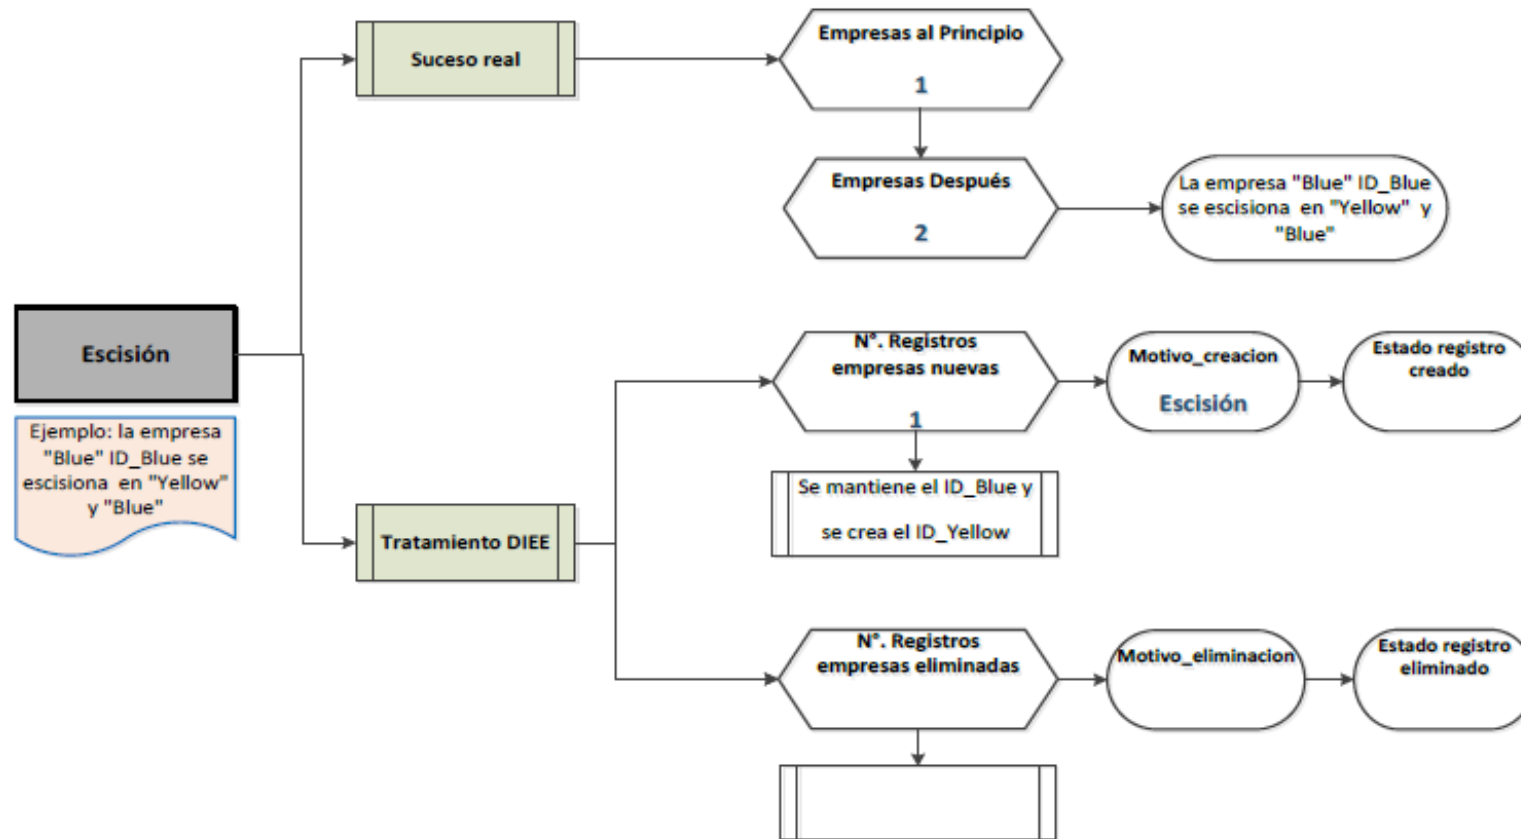 Suceso real
Empresas al Principio
1
Empresas Después
2
La empresa "Blue" ID_Blue
se escisiona en "Yellow" y
"Blue"
Escisión
Ejemplo: la empresa
"Blue" ID_Blue se
escisiona en "Yellow"
y "Blue"
Tratamiento DIEE
N°. Registros
empresas nuevas
1
Motivo_creacion
Escisión
Estado registro
creado
Se mantiene el ID_Blue y
se crea el ID_Yellow
N°. Registros
empresas eliminadas
Motivo_eliminacion
Estado registro
eliminado